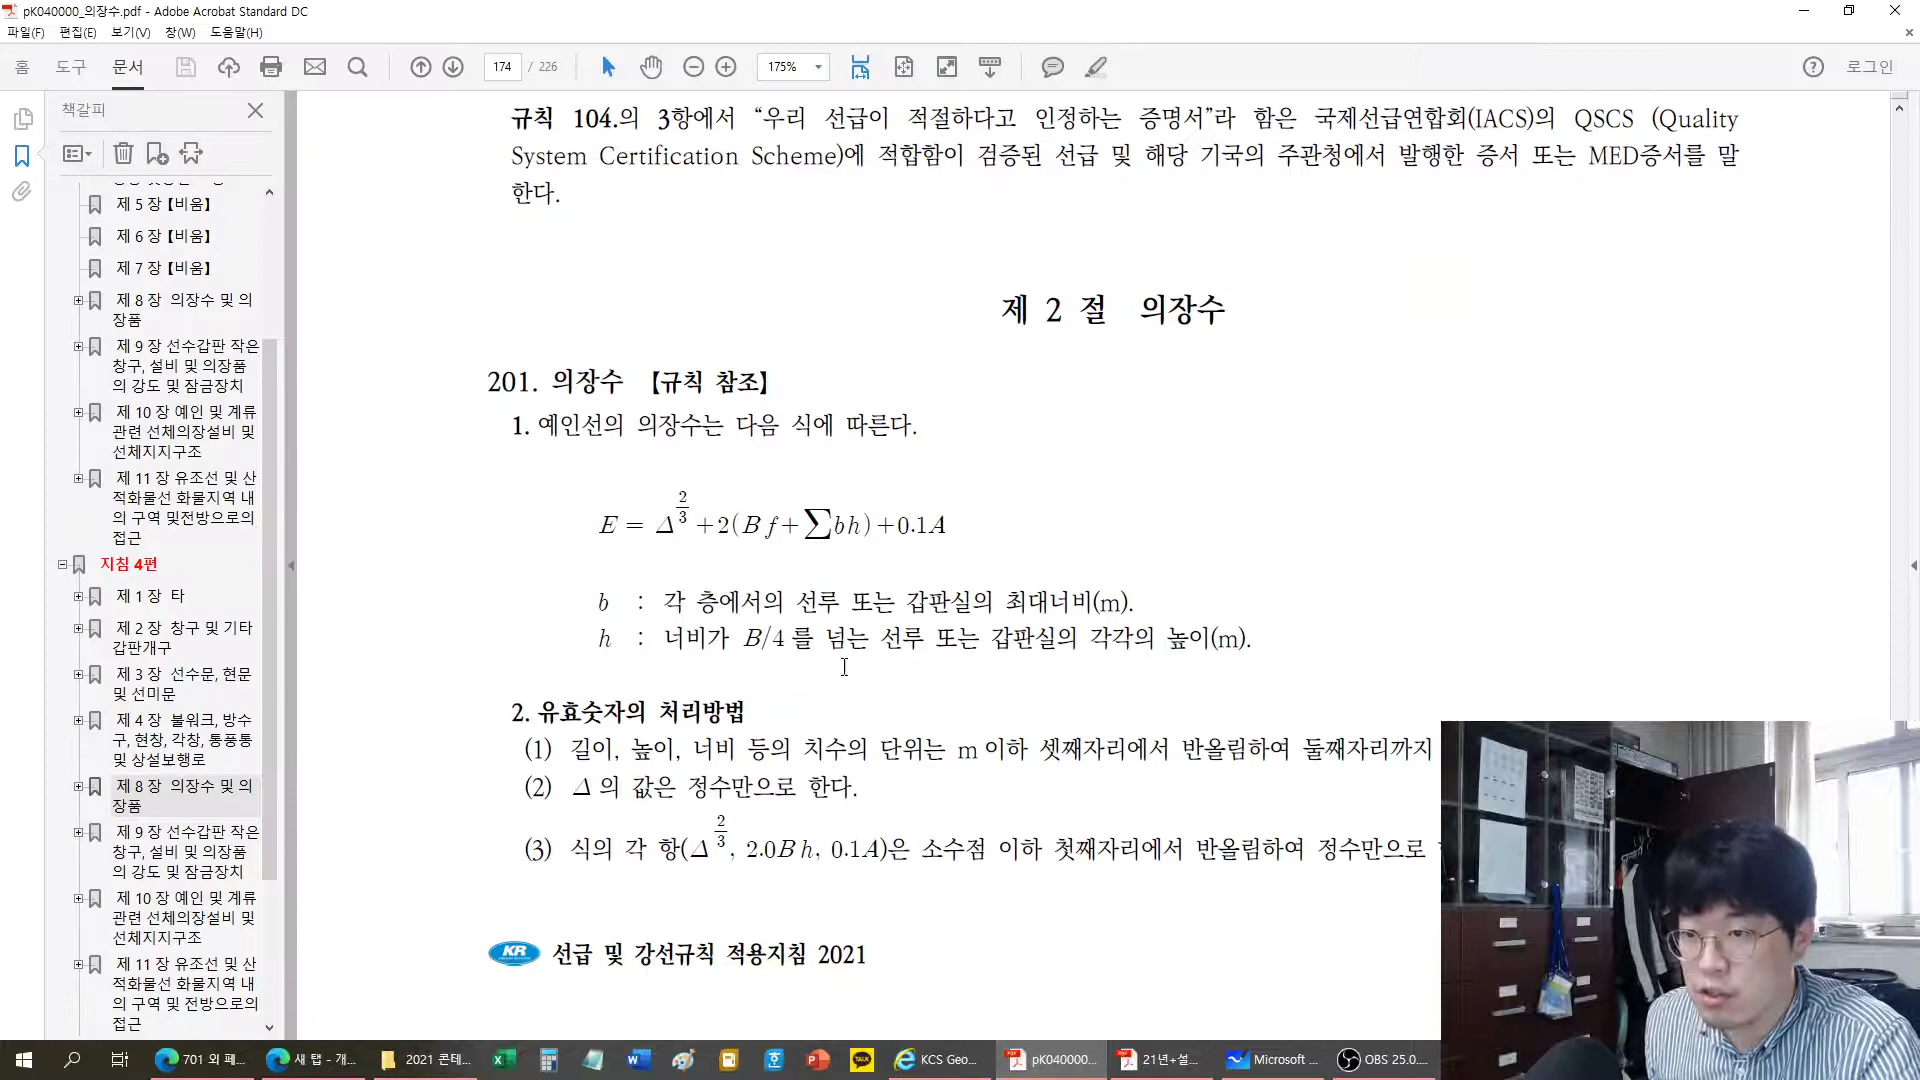 pK040000_의장수.pdf - Adobe Acrobat Standard DC
파일(F) 편집(E) 보기(V) 창(W) 도움말(H)
홈 도구 문서 174 / 226 175% 로그인
책갈피
제 5 장 【비움】
제 6 장 【비움】
제 7 장 【비움】
제 8 장 의장수 및 의
장품
제 9 장 선수갑판 작은
창구, 설비 및 의장품
의 강도 및 잠금장치
제 10 장 예인 및 계류
관련 선체의장설비 및
선체지지구조
제 11 장 유조선 및 산
적화물선 화물지역 내
의 구역 및전방으로의
접근
지침 4편
제 1 장 타
제 2 장 창구 및 기타
갑판개구
제 3 장 선수문, 현문
및 선미문
제 4 장 불워크, 방수
구, 현창, 각창, 통풍통
및 상설보행로
제 8 장 의장수 및 의
장품
제 9 장 선수갑판 작은
창구, 설비 및 의장품
의 강도 및 잠금장치
제 10 장 예인 및 계류
관련 선체의장설비 및
선체지지구조
제 11 장 유조선 및 산
적화물선 화물지역 내
의 구역 및 전방으로의
접근
규칙 104.의 3항에서 “우리 선급이 적절하다고 인정하는 증명서”라 함은 국제선급연합회(IACS)의 QSCS (Quality
System Certification Scheme)에 적합함이 검증된 선급 및 해당 기국의 주관청에서 발행한 증서 또는 MED증서를 말
한다.
제 2 절 의장수
201. 의장수 【규칙 참조】
1. 예인선의 의장수는 다음 식에 따른다.
E = Δ^(2/3) + 2(B f + ∑b h) + 0.1A
b : 각 층에서의 선루 또는 갑판실의 최대너비(m).
h : 너비가 B/4 를 넘는 선루 또는 갑판실의 각각의 높이(m).
2. 유효숫자의 처리방법
(1) 길이, 높이, 너비 등의 치수의 단위는 m 이하 셋째자리에서 반올림하여 둘째자리까지
(2) Δ 의 값은 정수만으로 한다.
(3) 식의 각 항(Δ^(2/3), 2.0B h, 0.1A)은 소수점 이하 첫째자리에서 반올림하여 정수만으로
KR 선급 및 강선규칙 적용지침 2021
701 외 페... 새 탭 - 개... 2021 콘테... TALK KCS Geo... pK040000... 21년+설... Microsoft ... OBS 25.0....